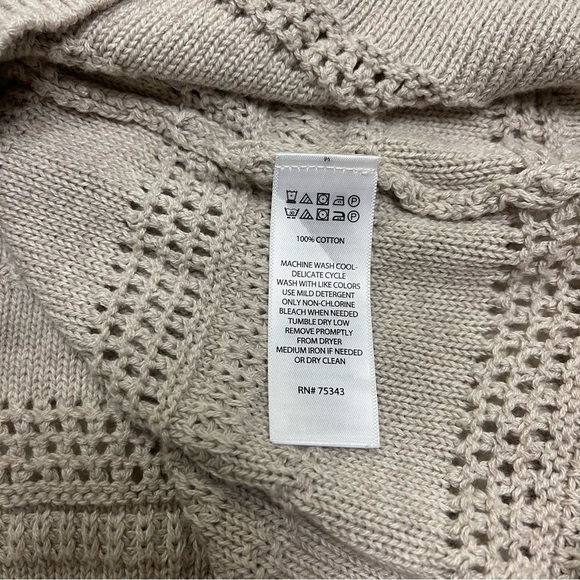 100% COTTON
MACHINE WASH COOL-
DELICATE CYCLE
WASH WITH LIKE COLORS
USE MILD DETERGENT
ONLY NON-CHLORINE
BLEACH WHEN NEEDED
TUMBLE DRY LOW
REMOVE PROMPTLY
FROM DRYER
MEDIUM IRON IF NEEDED
OR DRY CLEAN
RN# 75343